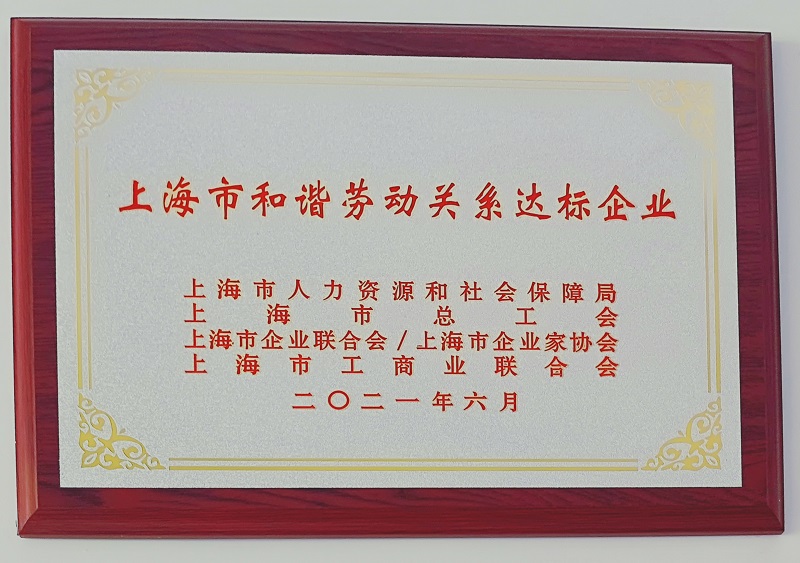 上海市和谐劳动关系达标企业
上海市人力资源和社会保障局
上海市总工会
上海市企业联合会/上海市企业家协会
上海市工商业联合会
二〇二一年六月